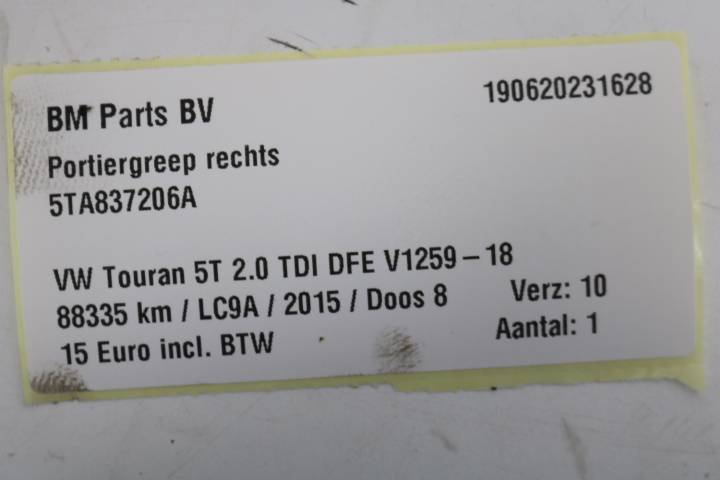 BM Parts BV
190620231628
Portiergreep rechts
5TA837206A
VW Touran 5T 2.0 TDI DFE V1259-18
88335 km / LC9A / 2015 / Doos 8
Verz: 10
15 Euro incl. BTW
Aantal: 1